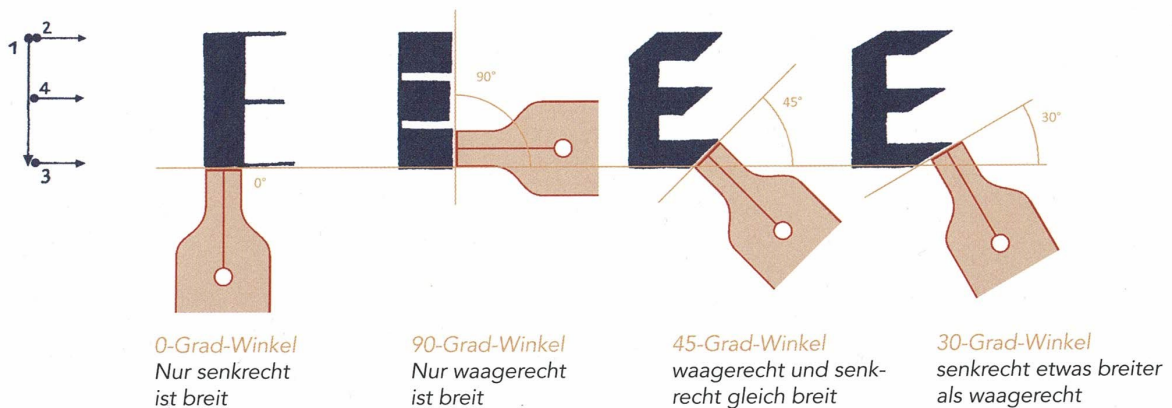 1
2
4
3
E
E
E
E
0°
90°
45°
30°
0-Grad-Winkel
Nur senkrecht
ist breit
90-Grad-Winkel
Nur waagerecht
ist breit
45-Grad-Winkel
waagerecht und senk-
recht gleich breit
30-Grad-Winkel
senkrecht etwas breiter
als waagerecht